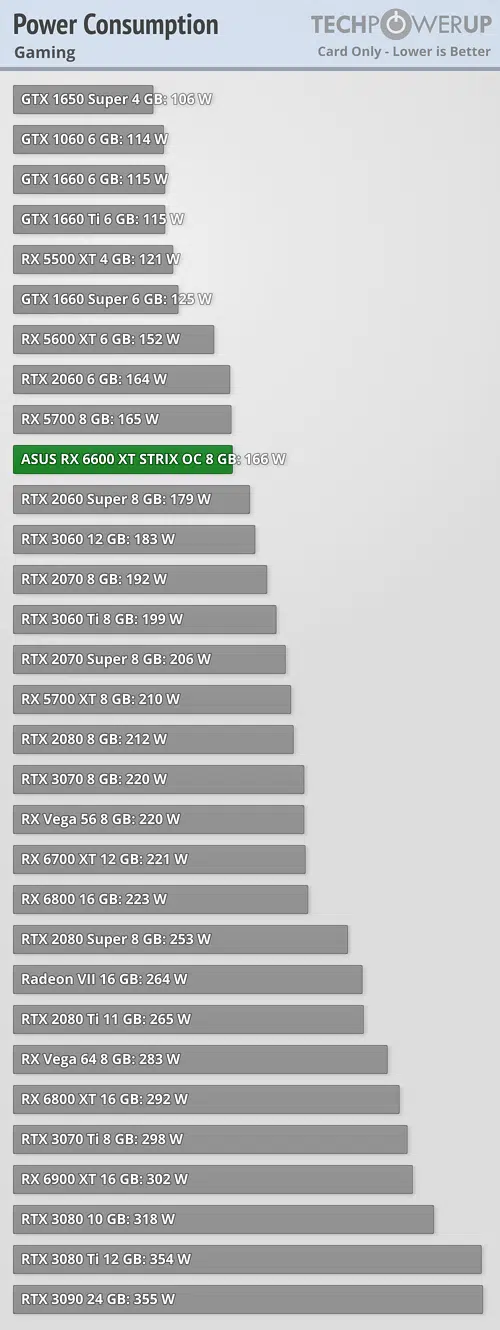 Power Consumption
TECHPOWERUP
Gaming
Card Only - Lower is Better
GTX 1650 Super 4 GB: 106 W
GTX 1060 6 GB: 114 W
GTX 1660 6 GB: 115 W
GTX 1660 Ti 6 GB: 115 W
RX 5500 XT 4 GB: 121 W
GTX 1660 Super 6 GB: 125 W
RX 5600 XT 6 GB: 152 W
RTX 2060 6 GB: 164 W
RX 5700 8 GB: 165 W
ASUS RX 6600 XT STRIX OC 8 GB: 166 W
RTX 2060 Super 8 GB: 179 W
RTX 3060 12 GB: 183 W
RTX 2070 8 GB: 192 W
RTX 3060 Ti 8 GB: 199 W
RTX 2070 Super 8 GB: 206 W
RX 5700 XT 8 GB: 210 W
RTX 2080 8 GB: 212 W
RTX 3070 8 GB: 220 W
RX Vega 56 8 GB: 220 W
RX 6700 XT 12 GB: 221 W
RX 6800 16 GB: 223 W
RTX 2080 Super 8 GB: 253 W
Radeon VII 16 GB: 264 W
RTX 2080 Ti 11 GB: 265 W
RX Vega 64 8 GB: 283 W
RX 6800 XT 16 GB: 292 W
RTX 3070 Ti 8 GB: 298 W
RX 6900 XT 16 GB: 302 W
RTX 3080 10 GB: 318 W
RTX 3080 Ti 12 GB: 354 W
RTX 3090 24 GB: 355 W